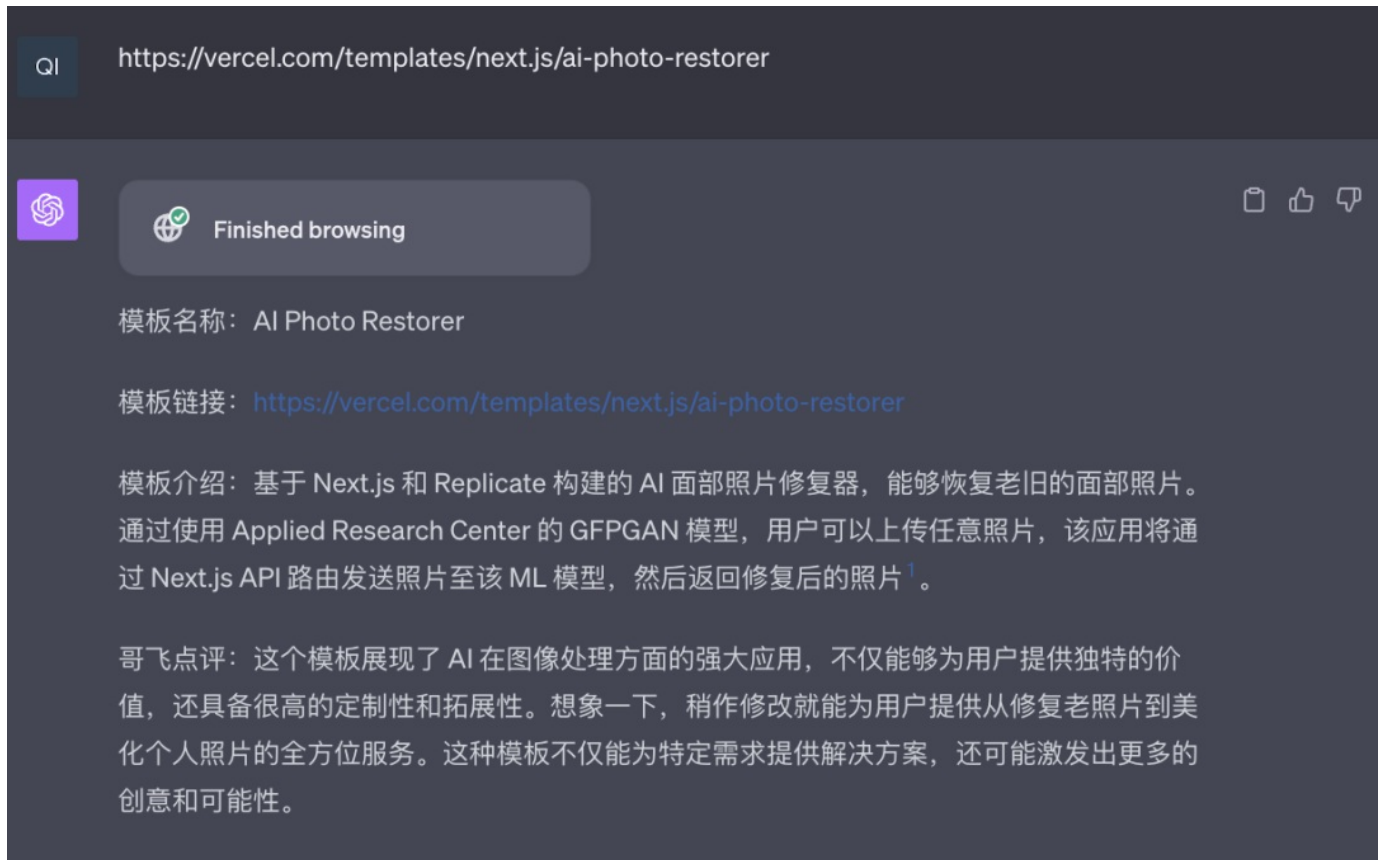 QI
https://vercel.com/templates/next.js/ai-photo-restorer
Finished browsing
模板名称：AI Photo Restorer
模板链接：https://vercel.com/templates/next.js/ai-photo-restorer
模板介绍：基于 Next.js 和 Replicate 构建的 AI 面部照片修复器，能够恢复老旧的面部照片。
通过使用 Applied Research Center 的 GFPGAN 模型，用户可以上传任意照片，该应用将通
过 Next.js API 路由发送照片至该 ML 模型，然后返回修复后的照片 1。
哥飞点评：这个模板展现了 AI 在图像处理方面的强大应用，不仅能够为用户提供独特的价
值，还具备很高的定制性和拓展性。想象一下，稍作修改就能为用户提供从修复老照片到美
化个人照片的全方位服务。这种模板不仅能为特定需求提供解决方案，还可能激发出更多的
创意和可能性。